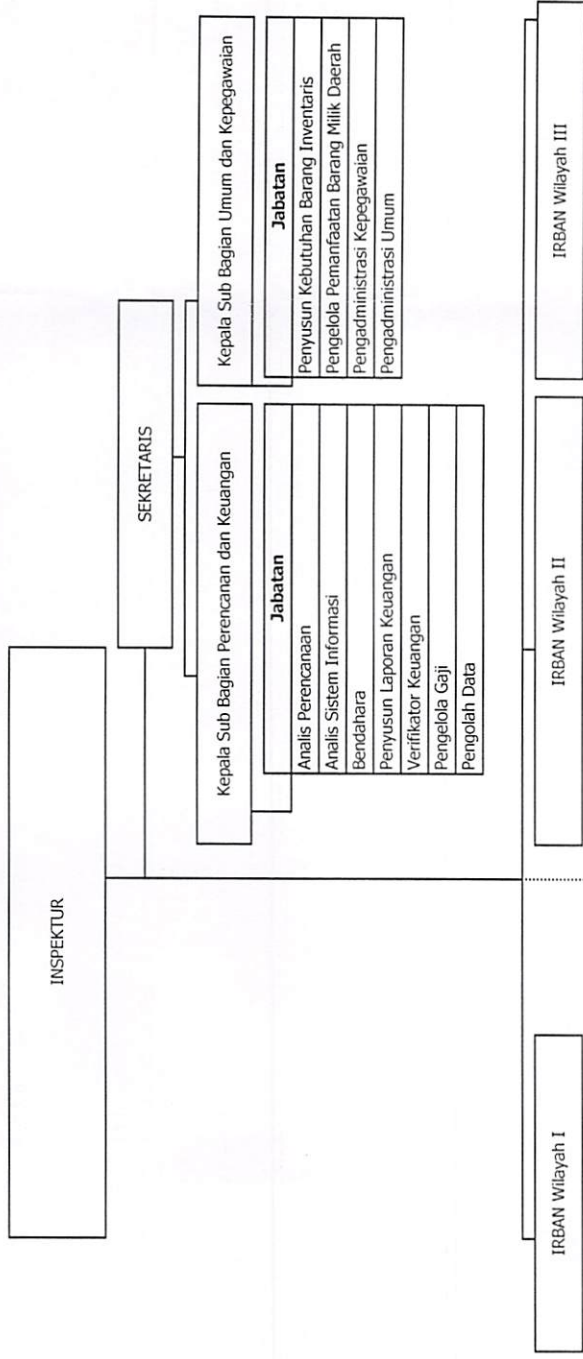 INSPEKTUR
SEKRETARIS
Kepala Sub Bagian Perencanan dan Keuangan
Jabatan
Analis Perencanaan
Analis Sistem Informasi
Bendahara
Penyusun Laporan Keuangan
Verifikator Keuangan
Pengelola Gaji
Pengolah Data
Kepala Sub Bagian Umum dan Kepegawaian
Jabatan
Penyusun Kebutuhan Barang Inventaris
Pengelola Pemanfaatan Barang Milik Daerah
Pengadministrasi Kepegawaian
Pengadministrasi Umum
IRBAN Wilayah I
IRBAN Wilayah II
IRBAN Wilayah III